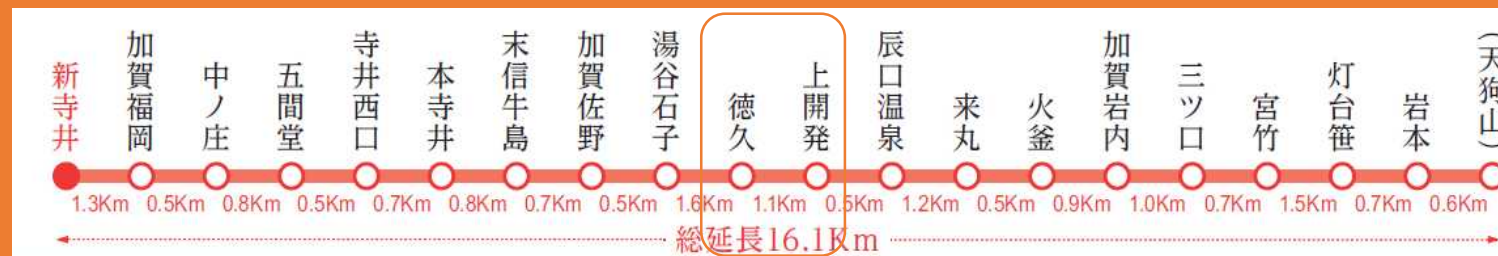 新寺井
加賀福岡
中ノ庄
五間堂
寺井西口
本寺井
末信牛島
加賀佐野
湯谷石子
徳久
上開発
辰口温泉
来丸
火釜
加賀岩内
三ツ口
宮竹
灯台笹
岩本
(天狗山)
1.3Km 0.5Km 0.8Km 0.5Km 0.7Km 0.8Km 0.7Km 0.5Km 1.6Km 1.1Km 0.5Km 1.2Km 0.5Km 0.9Km 1.0Km 0.7Km 1.5Km 0.7Km 0.6Km
総延長16.1Km